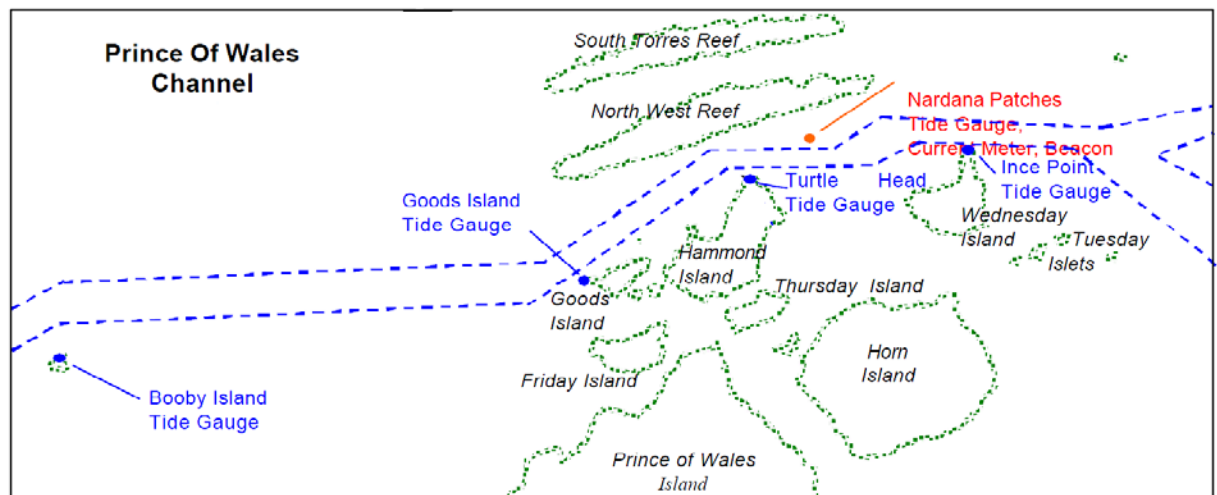 Prince Of Wales
Channel
South Torres Reef
North West Reef
Nardana Patches
Tide Gauge,
Current Meter, Beacon
Turtle Head
Tide Gauge
Ince Point
Tide Gauge
Goods Island
Tide Gauge
Wednesday
Island
Tuesday
Islets
Hammond
Island
Thursday Island
Goods
Island
Horn
Island
Friday Island
Booby Island
Tide Gauge
Prince of Wales
Island